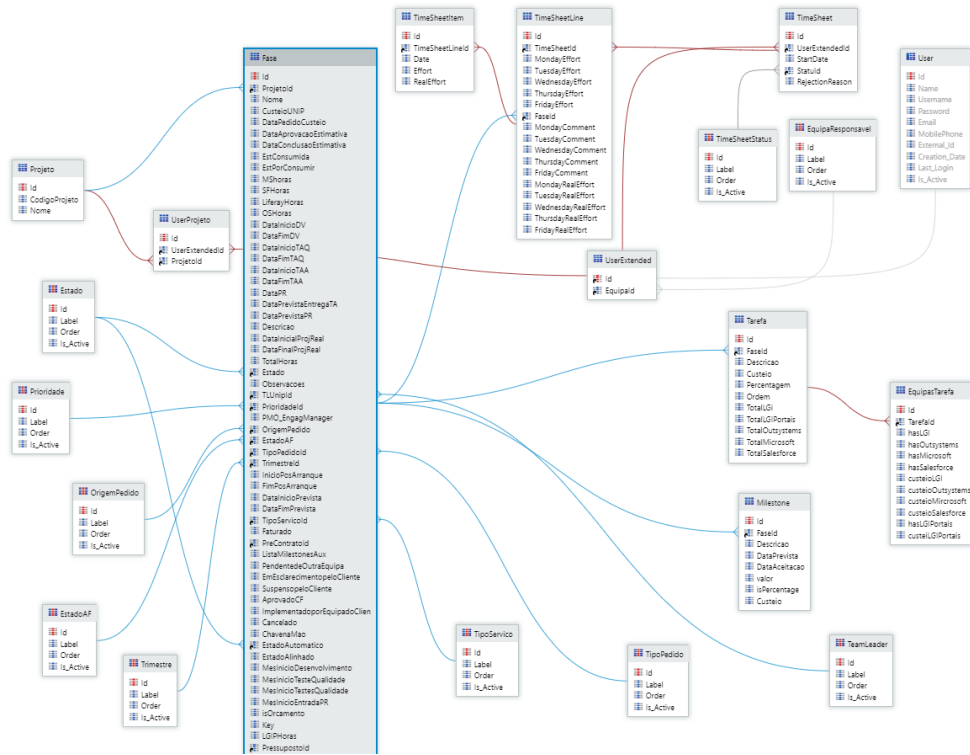 TimeSheetItem
Id
TimeSheetLineId
Date
Effort
RealEffort
TimeSheetLine
Id
TimeSheetId
MondayEffort
TuesdayEffort
WednesdayEffort
ThursdayEffort
FridayEffort
FaseId
MondayComment
TuesdayComment
WednesdayComment
ThursdayComment
FridayComment
MondayRealEffort
TuesdayRealEffort
WednesdayRealEffort
ThursdayRealEffort
FridayRealEffort
TimeSheet
Id
UserExtendedId
StartDate
StatuId
RejectionReason
User
Id
Name
Username
Password
Email
MobilePhone
External_Id
Creation_Date
Last_Login
Is_Active
Fase
Id
ProjetoId
Nome
CusteioUNIP
DataPedidoCusteio
DataAprovacaoEstimativa
DataConclusaoEstimativa
EstConsumida
EstPorConsumir
MShoras
SFHoras
LiferayHoras
OSHoras
DataInicioDV
DataFimDV
DataInicioTAQ
DataFimTAQ
DataInicioTAA
DataFimTAA
DataPR
DataPrevistaEntregaTA
DataPrevistaPR
Descricao
DataInicialProjReal
DataFinalProjReal
TotalHoras
Estado
Observacoes
TLUnipId
PrioridadeId
PMO_EngagManager
OrigemPedido
EstadoAF
TipoPedidoId
TrimestreId
InicioPosArranque
FimPosArranque
DataInicioPrevista
DataFimPrevista
TipoServicoId
Faturado
PreContratoId
ListaMilestonesAux
PendentedeOutraEquipa
EmEsclarecimentopeloCliente
SuspensopeloCliente
AprovadoCF
ImplementadoporEquipadoClien
Cancelado
ChavenaMao
EstadoAutomatico
EstadoAlinhado
MesInicioDesenvolvimento
MesInicioTesteQualidade
MesInicioTestesQualidade
MesInicioEntradaPR
isOrcamento
Key
LGIPHoras
PressupostoId
TimeSheetStatus
Id
Label
Order
Is_Active
EquipaResponsavel
Id
Label
Order
Is_Active
Projeto
Id
CodigoProjeto
Nome
UserProjeto
Id
UserExtendedId
ProjetoId
UserExtended
Id
EquipaId
Estado
Id
Label
Order
Is_Active
Tarefa
Id
FaseId
Descricao
Custeio
Percentagem
Ordem
TotalLGI
TotalLGIPortais
TotalOutsystems
TotalMicrosoft
TotalSalesforce
Prioridade
Id
Label
Order
Is_Active
EquipasTarefa
Id
TarefaId
hasLGI
hasOutsystems
hasMicrosoft
hasSalesforce
custeioLGI
custeioOutsystems
custeioMircrosoft
custeioSalesforce
hasLGIPortais
custeiLGIPortais
OrigemPedido
Id
Label
Order
Is_Active
Milestone
Id
FaseId
Descricao
DataPrevista
DataAceitacao
valor
isPercentage
Custeio
EstadoAF
Id
Label
Order
Is_Active
Trimestre
Id
Label
Order
Is_Active
TipoServico
Id
Label
Order
Is_Active
TipoPedido
Id
Label
Order
Is_Active
TeamLeader
Id
Label
Order
Is_Active